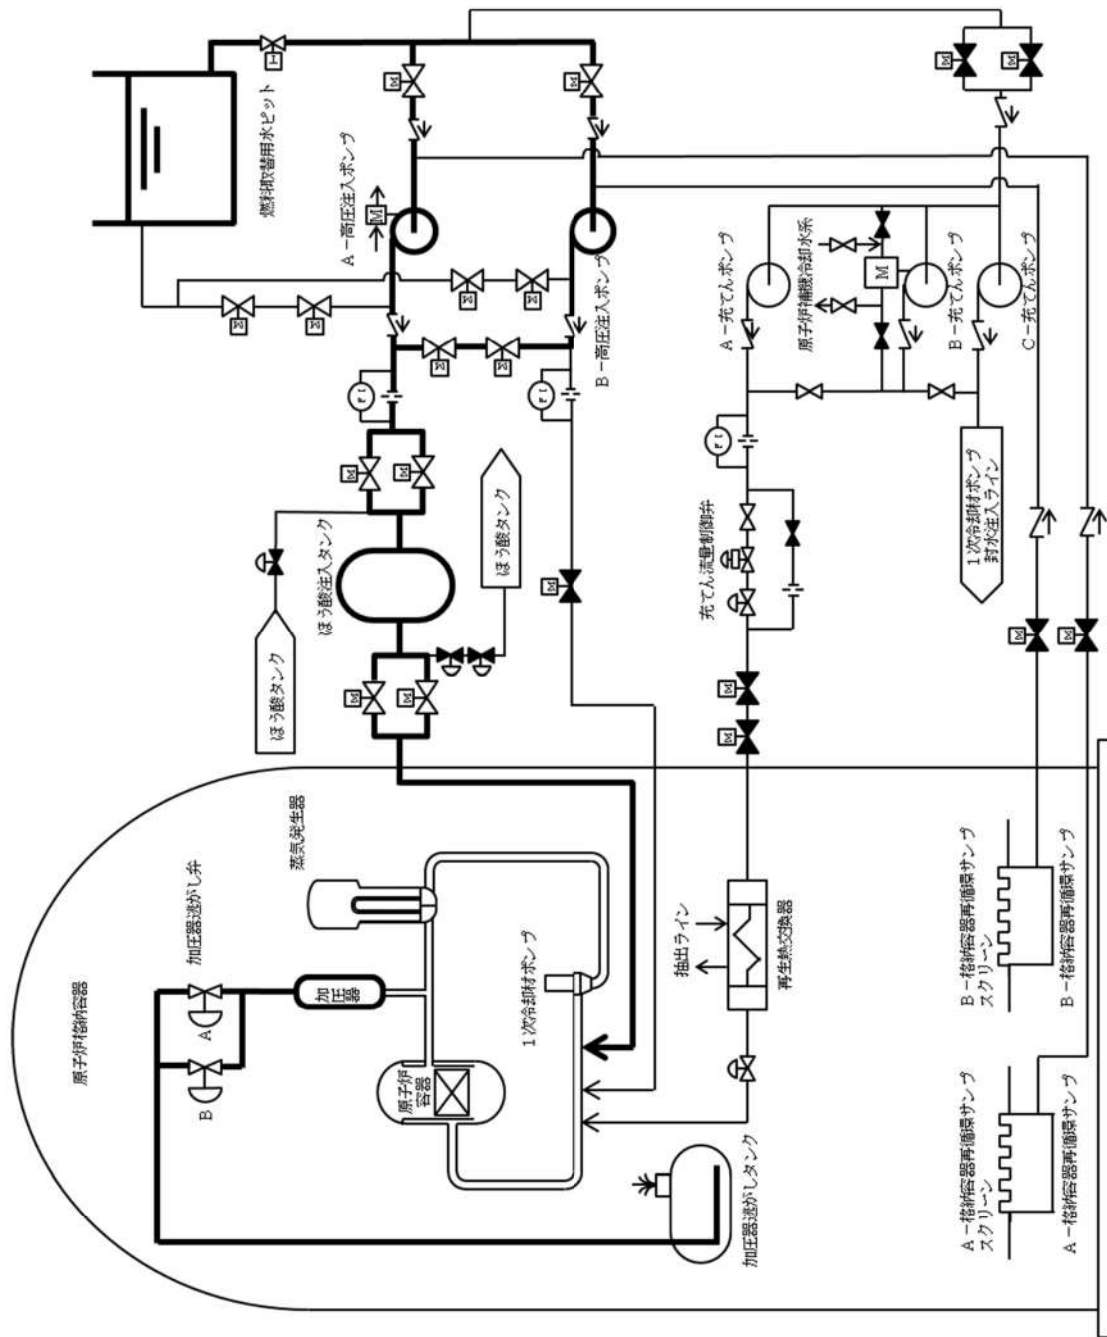 燃料取替用水ピット
A-高圧注入ポンプ
M
B-高圧注入ポンプ
ほう酸注入タンク
ほう酸タンク
ほう酸タンク
A-充てんポンプ
原子炉補機冷却水系
M
B-充てんポンプ
C-充てんポンプ
充てん流量制御弁
1次冷却材ポンプ
封水注入ライン
原子炉格納容器
加圧器逃がし弁
A
B
蒸気発生器
加圧器
原子炉
容器
1次冷却材ポンプ
抽出ライン
再生熱交換器
加圧器逃がしタンク
B-格納容器再循環サンプ
スクリーン
B-格納容器再循環サンプ
A-格納容器再循環サンプ
スクリーン
A-格納容器再循環サンプ